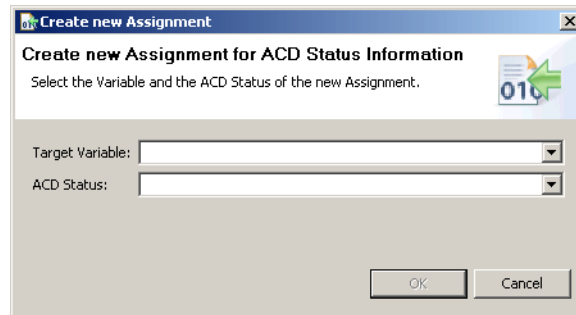 Create new Assignment
Create new Assignment for ACD Status Information
Select the Variable and the ACD Status of the new Assignment.
010
Target Variable:
ACD Status:
OK Cancel